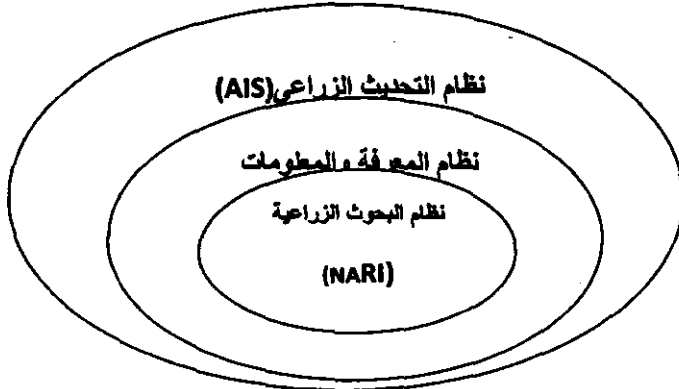 نظام التحديث الزراعي(AIS)
نظام المعرفة والمعلومات
نظام البحوث الزراعية
(NARI)